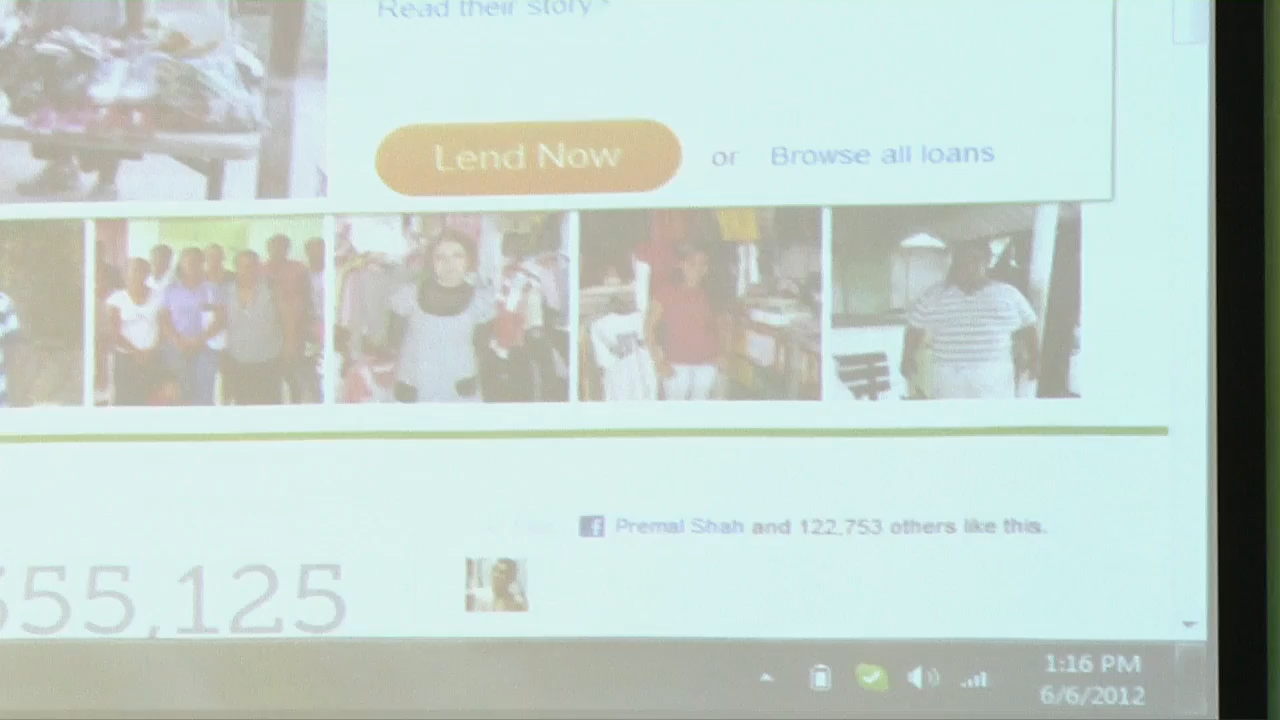 Read their story
Lend Now or Browse all loans
Premal Shah and 122,753 others like this.
55,125
1:16 PM
6/6/2012